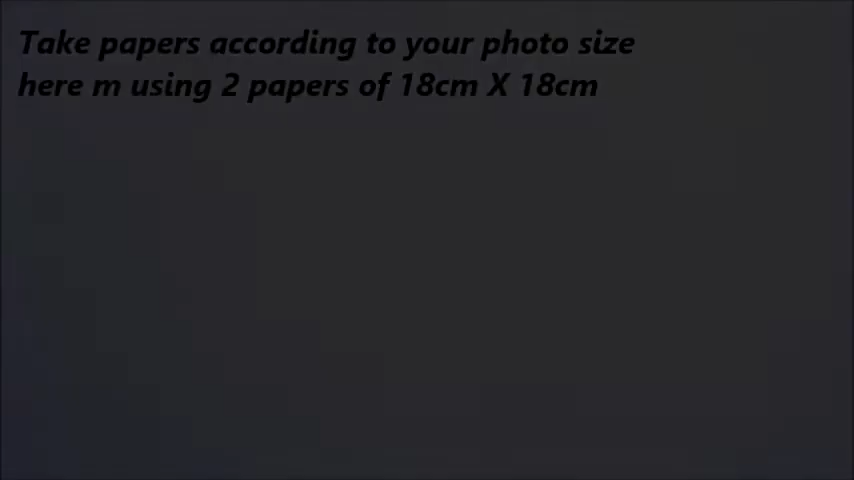 Take papers according to your photo size
here m using 2 papers of 18cm X 18cm